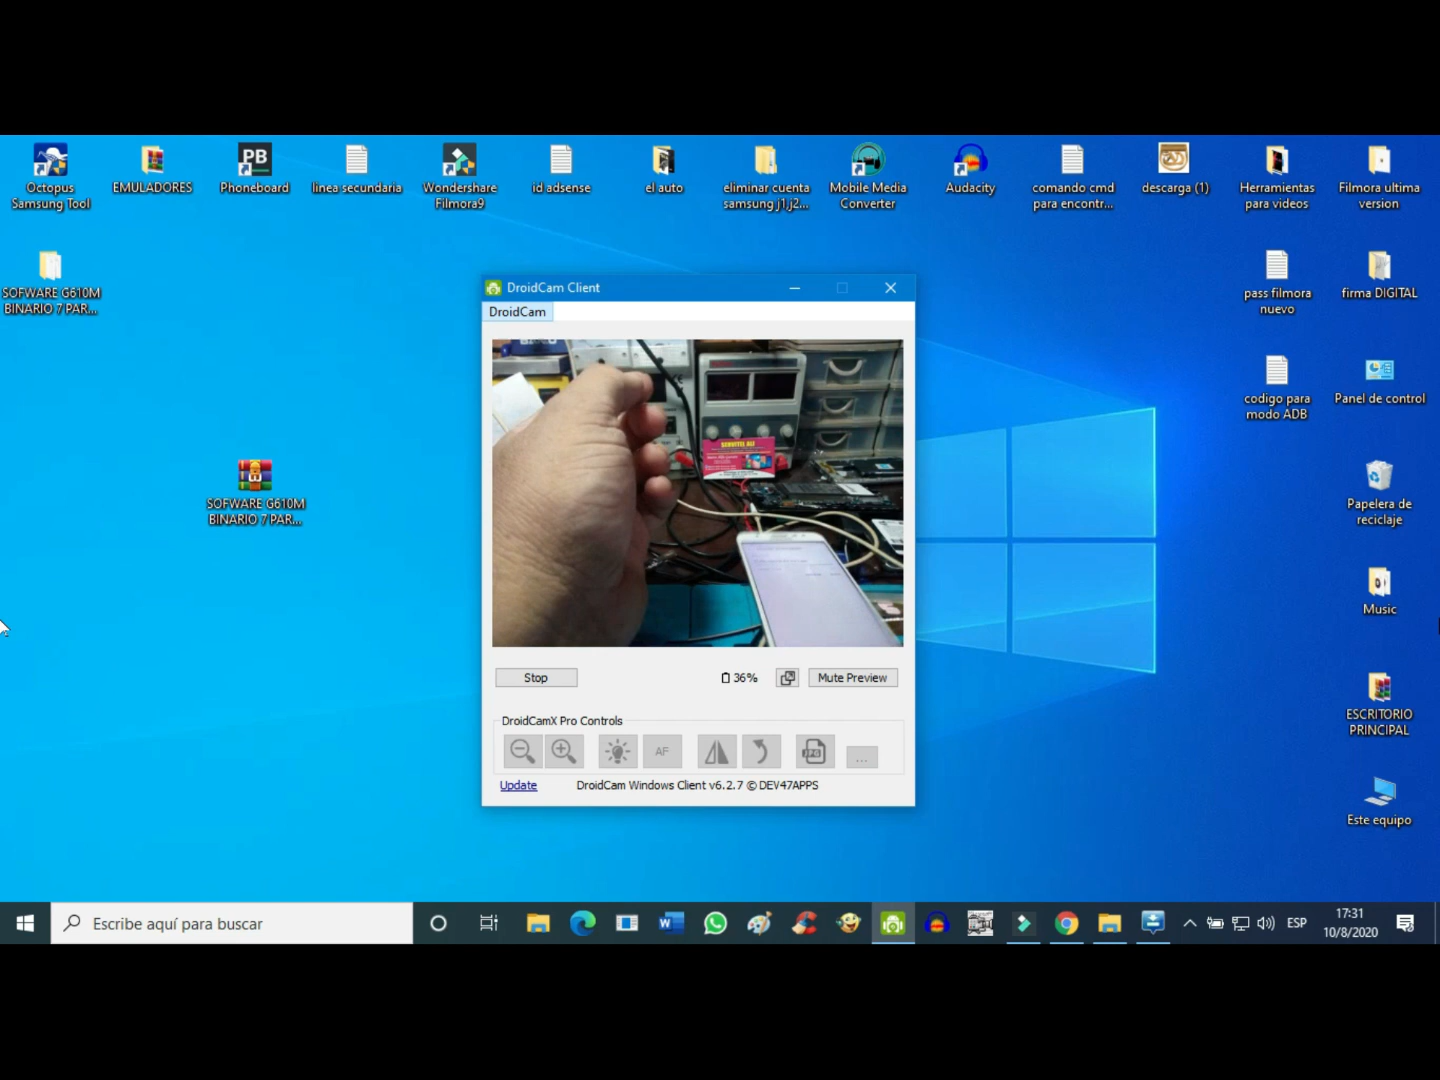 Octopus
Samsung Tool
EMULADORES
PB
Phoneboard
linea secundaria
Wondershare
Filmora9
id adsense
el auto
eliminar cuenta
samsung j1,j2...
Mobile Media
Converter
Audacity
comando cmd
para encontr...
descarga (1)
Herramientas
para videos
Filmora ultima
version
SOFWARE G610M
BINARIO 7 PAR...
pass filmora
nuevo
firma DIGITAL
codigo para
modo ADB
Panel de control
SOFWARE G610M
BINARIO 7 PAR...
Papelera de
reciclaje
Music
ESCRITORIO
PRINCIPAL
Este equipo
DroidCam Client
DroidCam
SERVITEL ALI
Stop
36%
Mute Preview
DroidCamX Pro Controls
AF
JPG
...
Update
DroidCam Windows Client v6.2.7 © DEV47APPS
Escribe aquí para buscar
ESP
17:31
10/8/2020